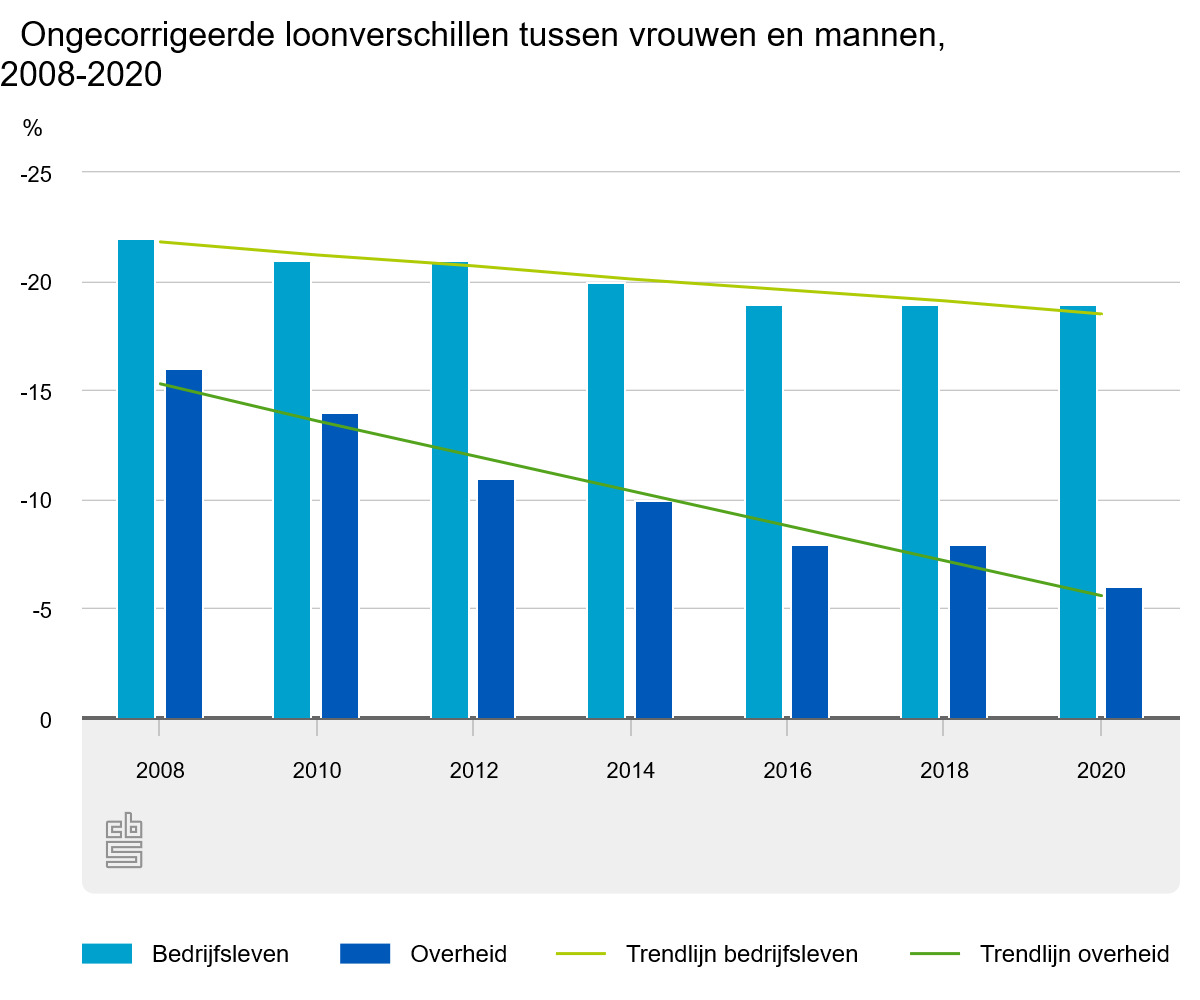 Ongecorrigeerde loonverschillen tussen vrouwen en mannen,
2008-2020
%
-25
-20
-15
-10
-5
0
2008 2010 2012 2014 2016 2018 2020
cbs
Bedrijfsleven Overheid Trendlijn bedrijfsleven Trendlijn overheid